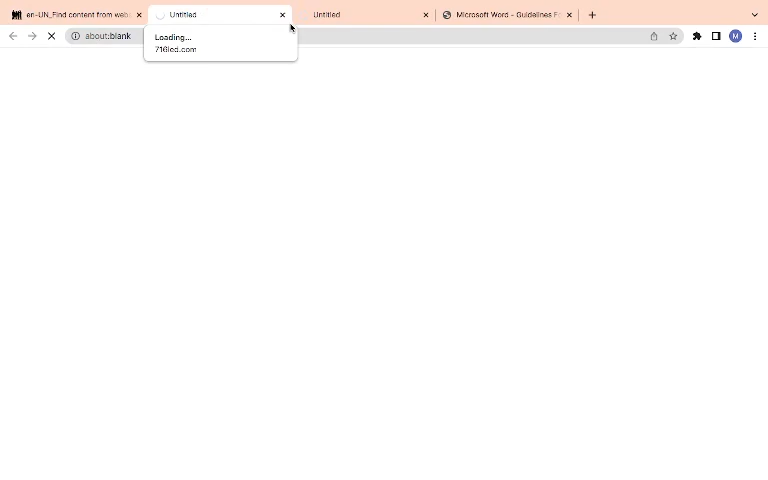 en-UN_Find content from web
Untitled
Untitled
Microsoft Word - Guidelines F
about:blank
M
Loading...
716led.com